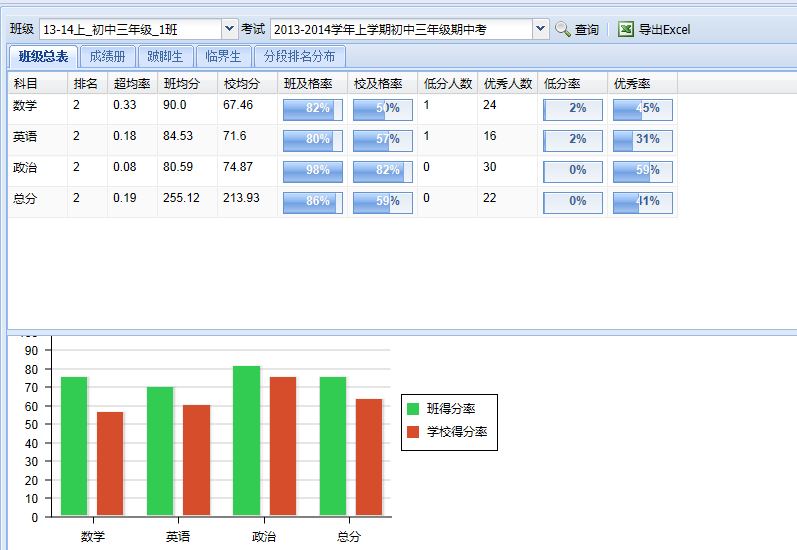 班级 13-14上_初中三年级_1班 考试 2013-2014学年上学期初中三年级期中考 查询 导出Excel
班级总表 成绩册 跛脚生 临界生 分段排名分布
科目 排名 超均率 班均分 校均分 班及格率 校及格率 低分人数 优秀人数 低分率 优秀率
数学 2 0.33 90.0 67.46 82% 50% 1 24 2% 45%
英语 2 0.18 84.53 71.6 80% 57% 1 16 2% 31%
政治 2 0.08 80.59 74.87 98% 82% 0 30 0% 59%
总分 2 0.19 255.12 213.93 86% 59% 0 22 0% 41%
90
80
70
60
50
40
30
20
10
0
数学 英语 政治 总分
班得分率
学校得分率